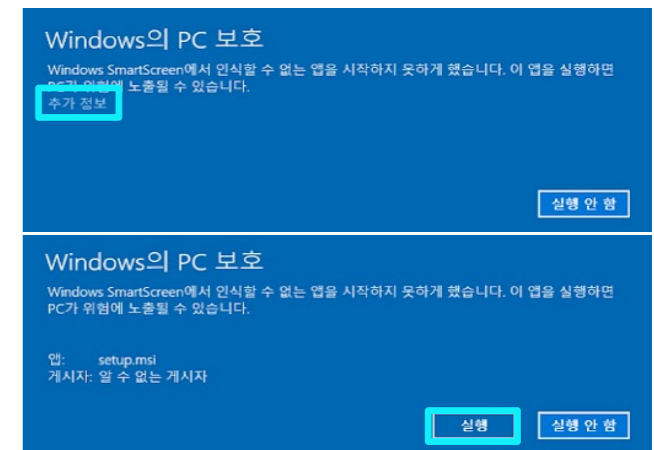 Windows의 PC 보호
Windows SmartScreen에서 인식할 수 없는 앱을 시작하지 못하게 했습니다. 이 앱을 실행하면
PC가 위험에 노출될 수 있습니다.
추가 정보
실행 안 함
Windows의 PC 보호
Windows SmartScreen에서 인식할 수 없는 앱을 시작하지 못하게 했습니다. 이 앱을 실행하면
PC가 위험에 노출될 수 있습니다.
앱: setup.msi
게시자: 알 수 없는 게시자
실행 실행 안 함